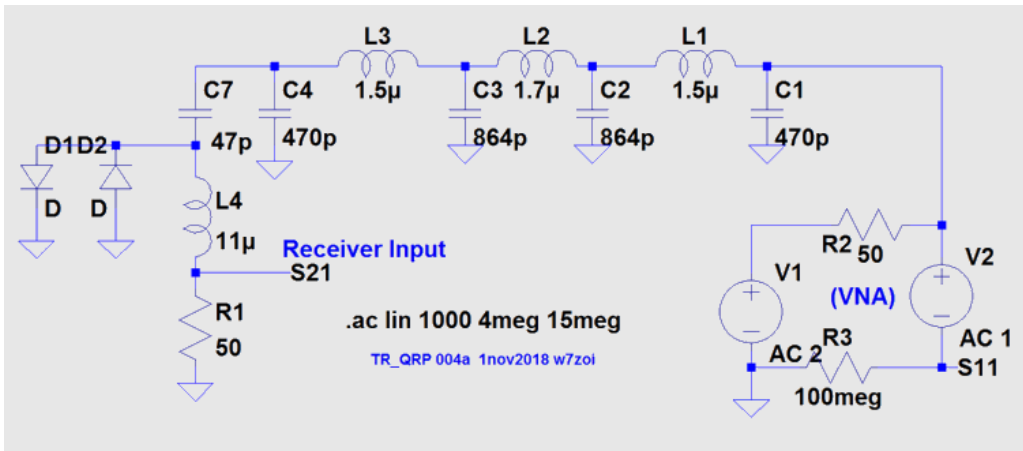 L3
L2
L1
1.5µ
1.7µ
1.5µ
C7
C4
C3
C2
C1
47p
470p
864p
864p
470p
D1
D2
D
D
L4
11µ
Receiver Input
S21
R1
50
.ac lin 1000 4meg 15meg
TR_QRP 004a 1nov2018 w7zoi
R2
50
V1
V2
(VNA)
AC 2
R3
AC 1
S11
100meg